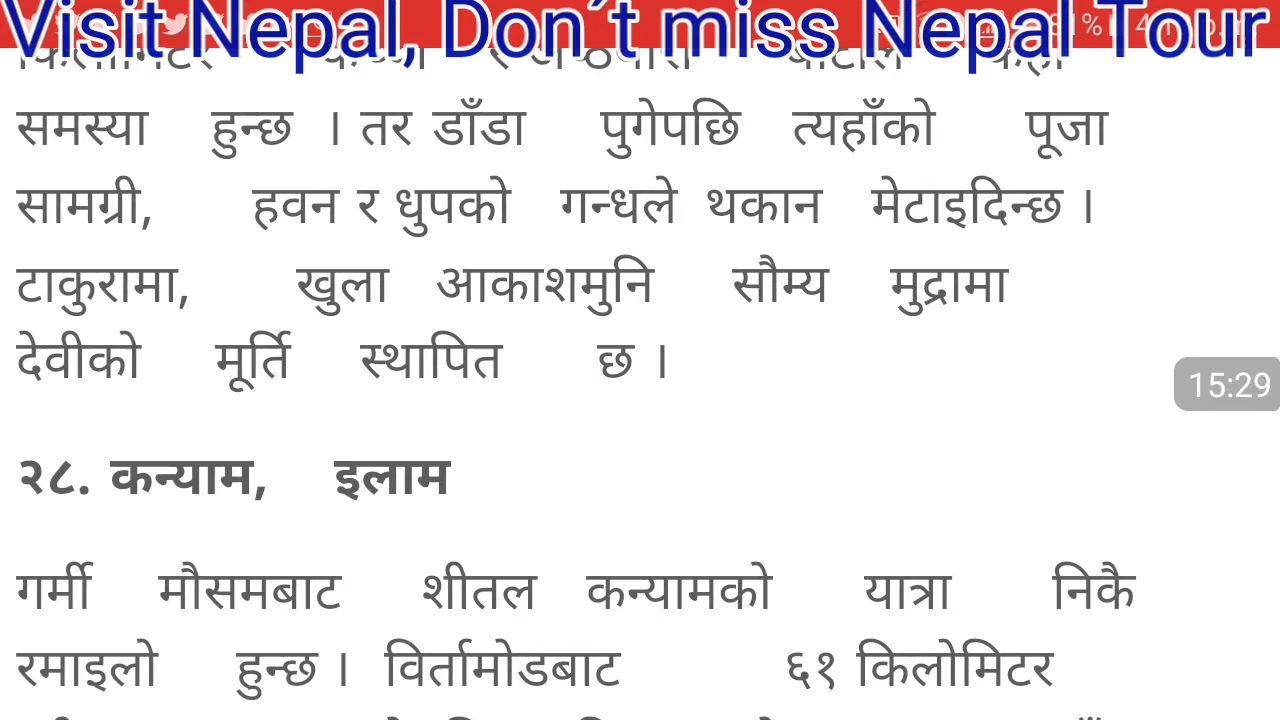 Visit Nepal, Don´t miss Nepal Tour
समस्या हुन्छ । तर डाँडा पुगेपछि त्यहाँको पूजा
सामग्री, हवन र धुपको गन्धले थकान मेटाइदिन्छ ।
टाकुरामा, खुला आकाशमुनि सौम्य मुद्रामा
देवीको मूर्ति स्थापित छ ।
15:29
२८. कन्याम, इलाम
गर्मी मौसमबाट शीतल कन्यामको यात्रा निकै
रमाइलो हुन्छ । विर्तामोडबाट ६१ किलोमिटर